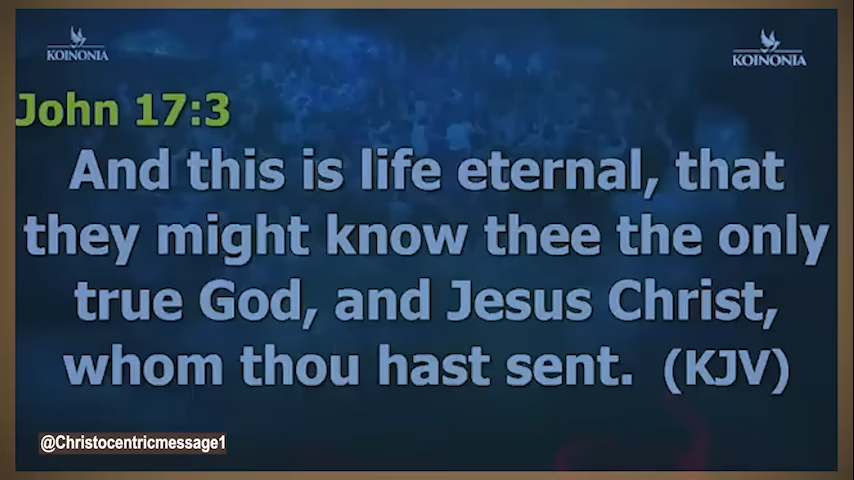 KOINONIA
KOINONIA
John 17:3
And this is life eternal, that
they might know thee the only
true God, and Jesus Christ,
whom thou hast sent. (KJV)
@Christocentricmessage1